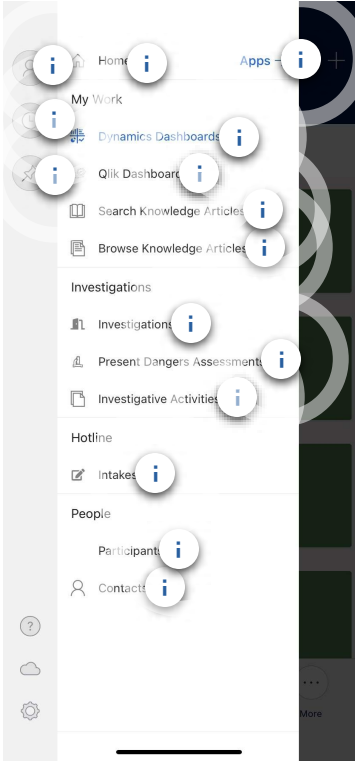 Home
Apps
My Work
Dynamics Dashboards
Qlik Dashboard
Search Knowledge Articles
Browse Knowledge Articles
Investigations
Investigations
Present Dangers Assessments
Investigative Activities
Hotline
Intakes
People
Participants
Contacts
More